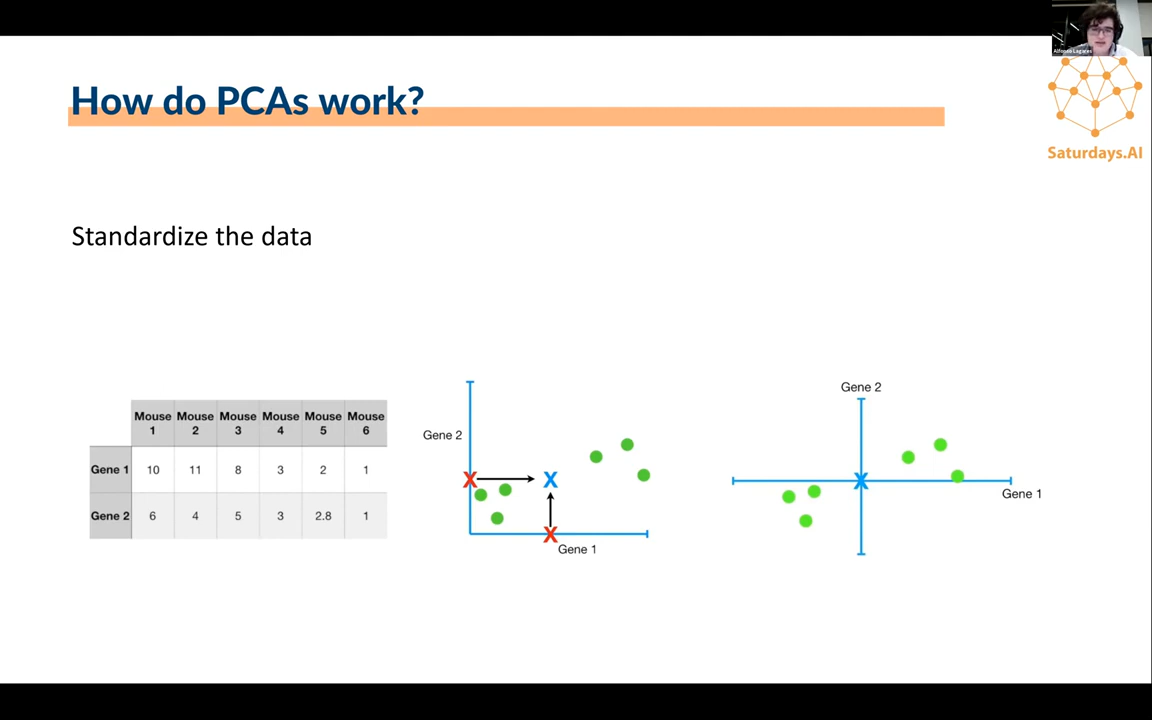 Alfonso Lagares
How do PCAs work?
Saturdays.AI
Standardize the data
Mouse 1 Mouse 2 Mouse 3 Mouse 4 Mouse 5 Mouse 6
Gene 1 10 11 8 3 2 1
Gene 2 6 4 5 3 2.8 1
Gene 2
X X
X
Gene 1
Gene 2
X
Gene 1